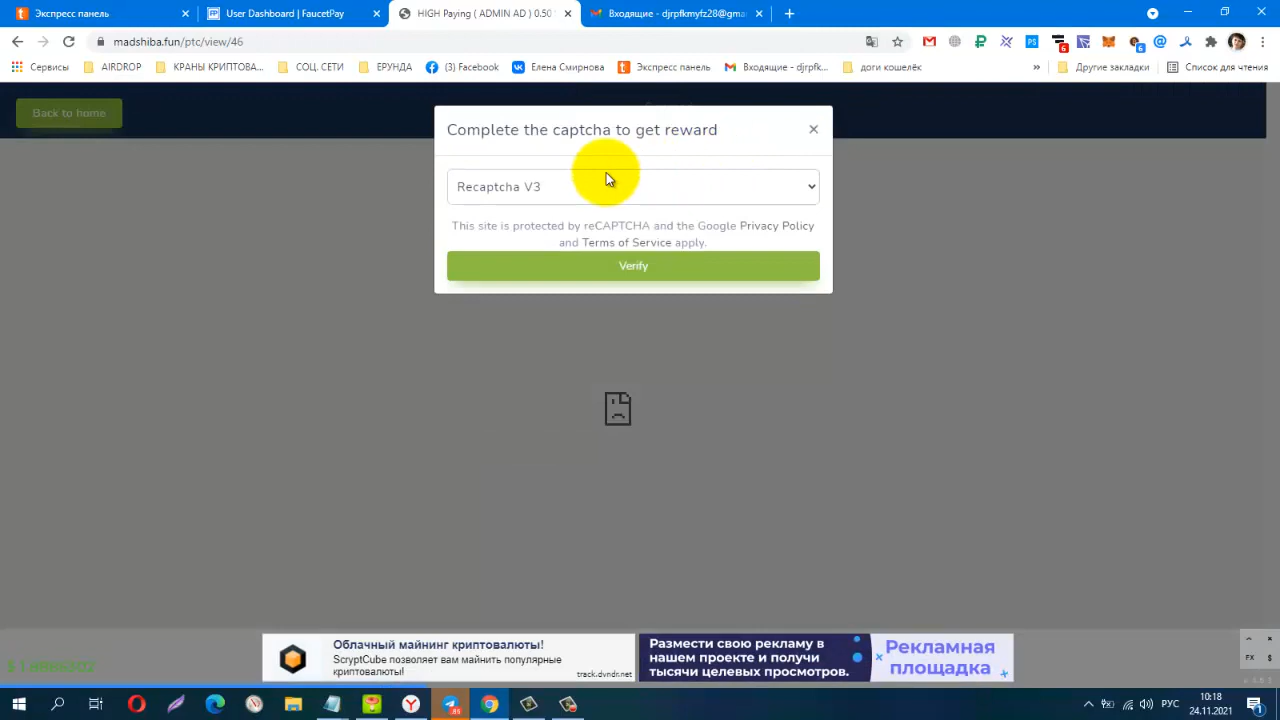 Экспресс панель
User Dashboard | FaucetPay
HIGH Paying ( ADMIN AD ) 0.50
Входящие - djrpfkmyfz28@gma
madshiba.fun/ptc/view/46
Сервисы
AIRDROP
КРАНЫ КРИПТОВА...
СОЦ. СЕТИ
ЕРУНДА
(3) Facebook
Елена Смирнова
Экспресс панель
Входящие - djrpfk...
доги кошелёк
»
Другие закладки
Список для чтения
Back to home
Complete the captcha to get reward
Recaptcha V3
This site is protected by reCAPTCHA and the Google Privacy Policy
and Terms of Service apply.
Verify
Облачный майнинг криптовалюты!
ScryptCube позволяет вам майнить популярные
криптовалюты!
track.dvndr.net
Размести свою рекламу в
нашем проекте и получи
тысячи целевых просмотров.
Рекламная
площадка
FX $
РУС
10:18
24.11.2021